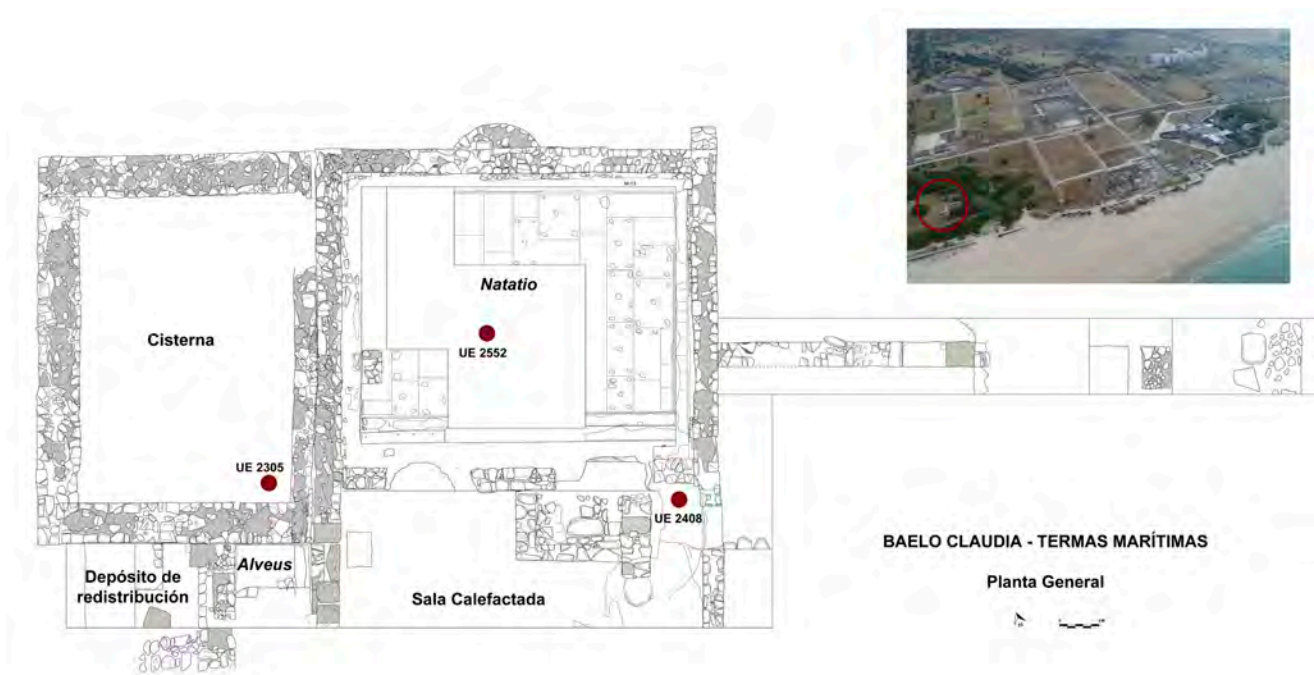 Natatio
Cisterna
UE 2552
UE 2305
UE 2408
BAELO CLAUDIA - TERMAS MARÍTIMAS
Alveus
Depósito de
redistribución
Planta General
Sala Calefactada